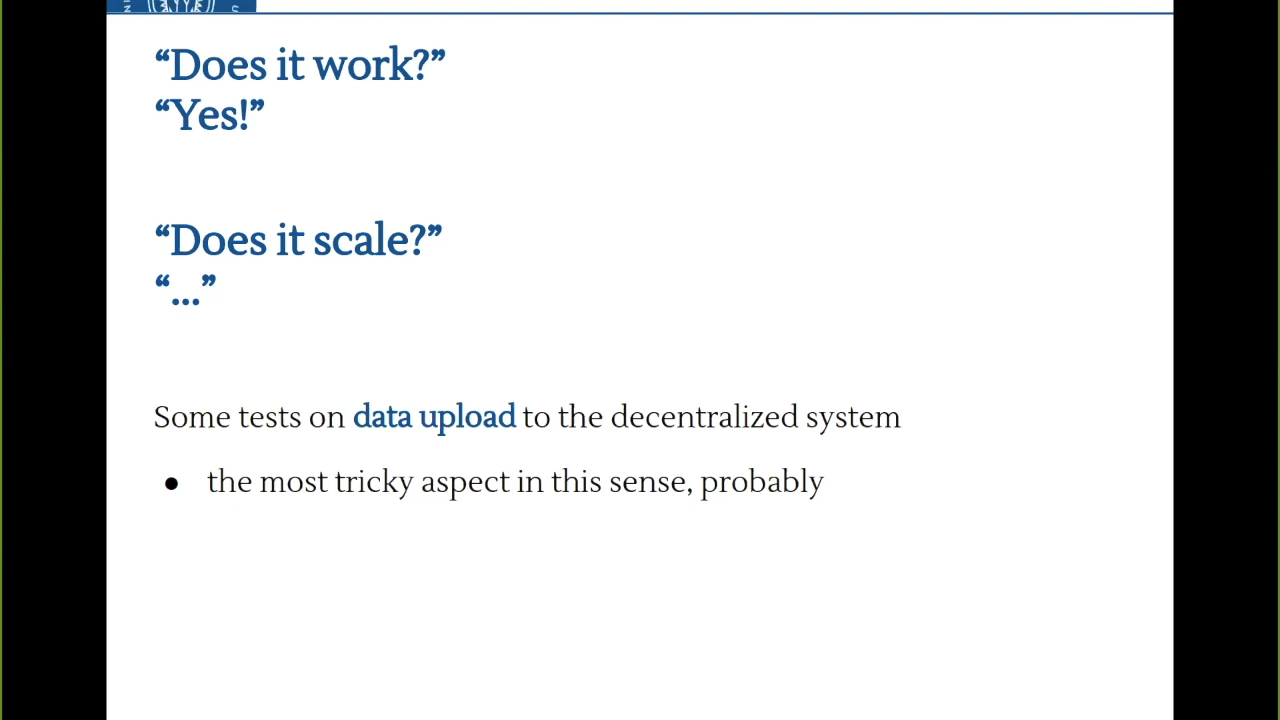 “Does it work?”
“Yes!”
“Does it scale?”
“...”
Some tests on data upload to the decentralized system
● the most tricky aspect in this sense, probably